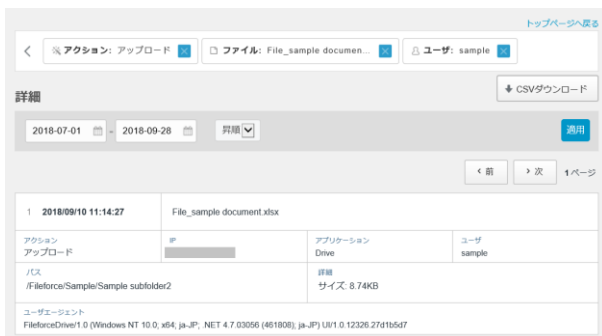 トップページへ戻る
アクション: アップロード
ファイル: File_sample documen...
ユーザ: sample
CSVダウンロード
詳細
2018-07-01 - 2018-09-28 昇順 適用
前 次 1ページ
1 2018/09/10 11:14:27 File_sample document.xlsx
アクション IP アプリケーション ユーザ
アップロード Drive sample
パス 詳細
/Fileforce/Sample/Sample subfolder2 サイズ: 8.74KB
ユーザエージェント
FileforceDrive/1.0 (Windows NT 10.0; x64; ja-JP; .NET 4.7.03056 (461808); ja-JP) UI/1.0.12326.27d1b5d7